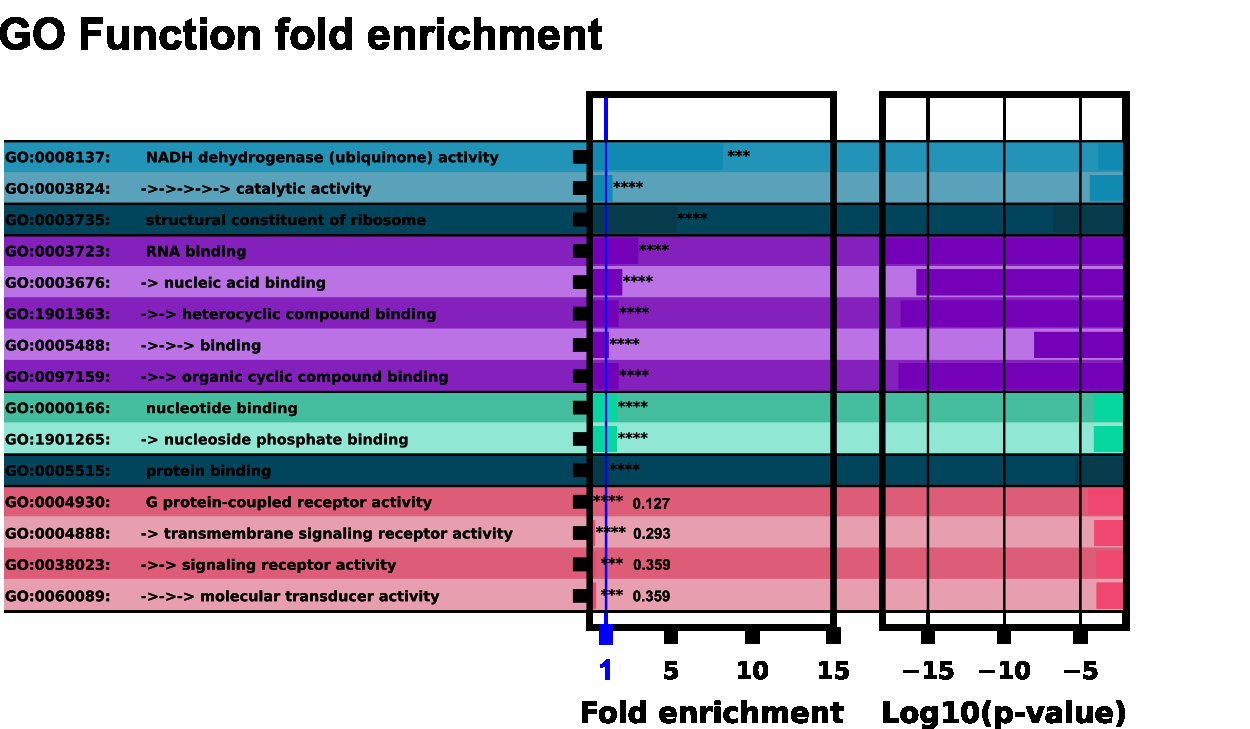 GO Function fold enrichment
GO:0008137: NADH dehydrogenase (ubiquinone) activity ***
GO:0003824: ->->->->-> catalytic activity ****
GO:0003735: structural constituent of ribosome ****
GO:0003723: RNA binding ****
GO:0003676: -> nucleic acid binding ****
GO:1901363: ->-> heterocyclic compound binding ****
GO:0005488: ->->-> binding ****
GO:0097159: ->-> organic cyclic compound binding ****
GO:0000166: nucleotide binding ****
GO:1901265: -> nucleoside phosphate binding ****
GO:0005515: protein binding ****
GO:0004930: G protein-coupled receptor activity **** 0.127
GO:0004888: -> transmembrane signaling receptor activity **** 0.293
GO:0038023: ->-> signaling receptor activity *** 0.359
GO:0060089: ->->-> molecular transducer activity *** 0.359
1 5 10 15 −15 −10 −5
Fold enrichment Log10(p-value)